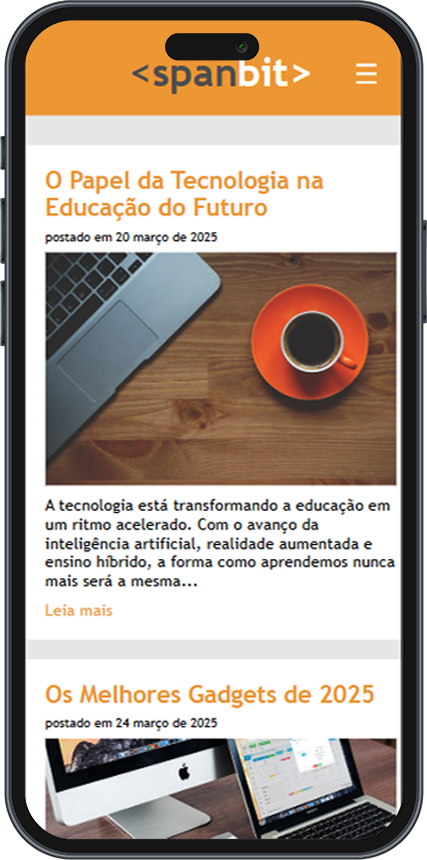 <spanbit>
O Papel da Tecnologia na
Educação do Futuro
postado em 20 março de 2025
A tecnologia está transformando a educação em
um ritmo acelerado. Com o avanço da
inteligência artificial, realidade aumentada e
ensino híbrido, a forma como aprendemos nunca
mais será a mesma...
Leia mais
Os Melhores Gadgets de 2025
postado em 24 março de 2025